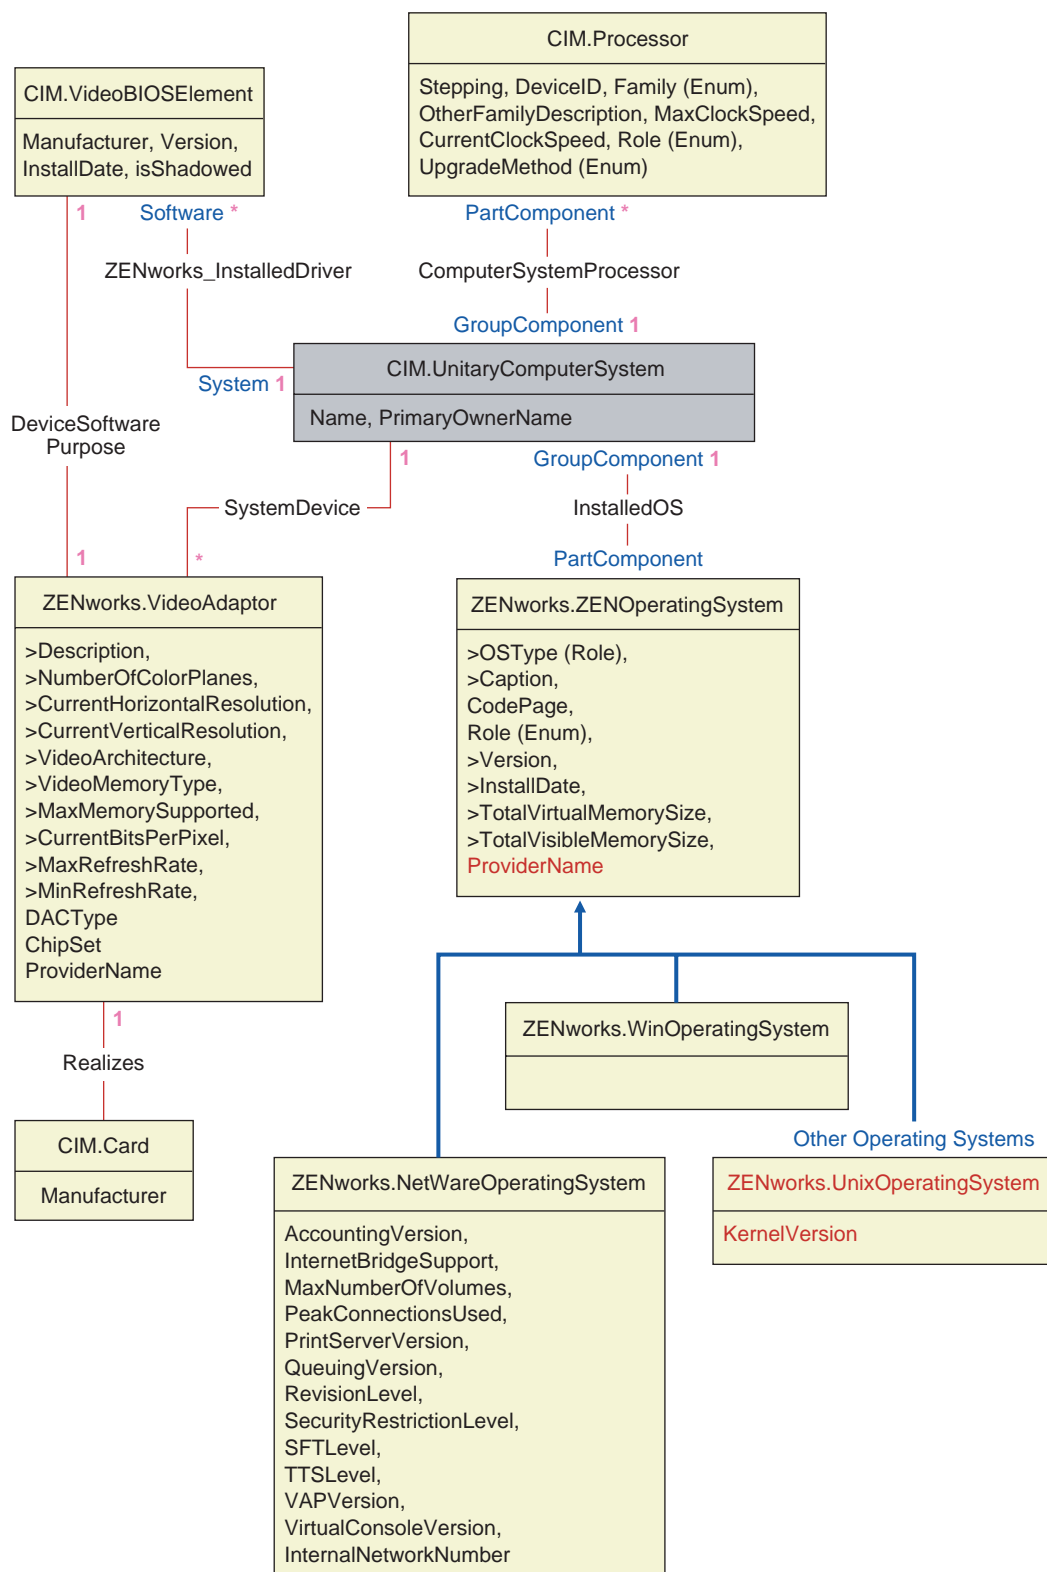 CIM.Processor
Stepping, DeviceID, Family (Enum),
OtherFamilyDescription, MaxClockSpeed,
CurrentClockSpeed, Role (Enum),
UpgradeMethod (Enum)
CIM.VideoBIOSElement
Manufacturer, Version,
InstallDate, isShadowed
1
Software *
PartComponent *
ZENworks_InstalledDriver
ComputerSystemProcessor
GroupComponent 1
CIM.UnitaryComputerSystem
Name, PrimaryOwnerName
System 1
DeviceSoftware
Purpose
1
GroupComponent 1
SystemDevice
InstalledOS
1
*
PartComponent
ZENworks.VideoAdaptor
>Description,
>NumberOfColorPlanes,
>CurrentHorizontalResolution,
>CurrentVerticalResolution,
>VideoArchitecture,
>VideoMemoryType,
>MaxMemorySupported,
>CurrentBitsPerPixel,
>MaxRefreshRate,
>MinRefreshRate,
DACType
ChipSet
ProviderName
ZENworks.ZENOperatingSystem
>OSType (Role),
>Caption,
CodePage,
Role (Enum),
>Version,
>InstallDate,
>TotalVirtualMemorySize,
>TotalVisibleMemorySize,
ProviderName
1
Realizes
CIM.Card
Manufacturer
ZENworks.WinOperatingSystem
Other Operating Systems
ZENworks.NetWareOperatingSystem
AccountingVersion,
InternetBridgeSupport,
MaxNumberOfVolumes,
PeakConnectionsUsed,
PrintServerVersion,
QueuingVersion,
RevisionLevel,
SecurityRestrictionLevel,
SFTLevel,
TTSLevel,
VAPVersion,
VirtualConsoleVersion,
InternalNetworkNumber
ZENworks.UnixOperatingSystem
KernelVersion